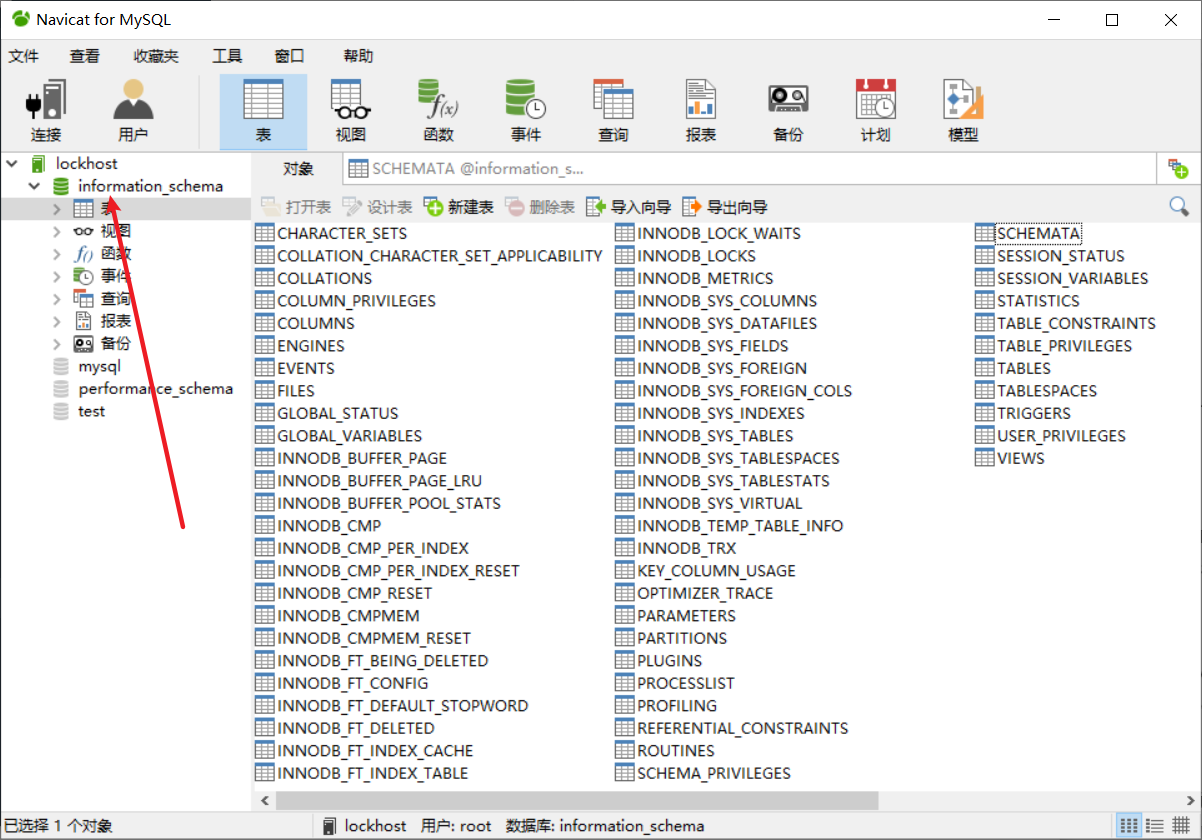 Navicat for MySQL
文件 查看 收藏夹 工具 窗口 帮助
连接 用户 表 视图 函数 事件 查询 报表 备份 计划 模型
lockhost
information_schema
表
视图
函数
事件
查询
报表
备份
mysql
performance_schema
test
对象 SCHEMATA @information_s...
打开表 设计表 新建表 删除表 导入向导 导出向导
CHARACTER_SETS
COLLATION_CHARACTER_SET_APPLICABILITY
COLLATIONS
COLUMN_PRIVILEGES
COLUMNS
ENGINES
EVENTS
FILES
GLOBAL_STATUS
GLOBAL_VARIABLES
INNODB_BUFFER_PAGE
INNODB_BUFFER_PAGE_LRU
INNODB_BUFFER_POOL_STATS
INNODB_CMP
INNODB_CMP_PER_INDEX
INNODB_CMP_PER_INDEX_RESET
INNODB_CMP_RESET
INNODB_CMPMEM
INNODB_CMPMEM_RESET
INNODB_FT_BEING_DELETED
INNODB_FT_CONFIG
INNODB_FT_DEFAULT_STOPWORD
INNODB_FT_DELETED
INNODB_FT_INDEX_CACHE
INNODB_FT_INDEX_TABLE
INNODB_LOCK_WAITS
INNODB_LOCKS
INNODB_METRICS
INNODB_SYS_COLUMNS
INNODB_SYS_DATAFILES
INNODB_SYS_FIELDS
INNODB_SYS_FOREIGN
INNODB_SYS_FOREIGN_COLS
INNODB_SYS_INDEXES
INNODB_SYS_TABLES
INNODB_SYS_TABLESPACES
INNODB_SYS_TABLESTATS
INNODB_SYS_VIRTUAL
INNODB_TEMP_TABLE_INFO
INNODB_TRX
KEY_COLUMN_USAGE
OPTIMIZER_TRACE
PARAMETERS
PARTITIONS
PLUGINS
PROCESSLIST
PROFILING
REFERENTIAL_CONSTRAINTS
ROUTINES
SCHEMA_PRIVILEGES
SCHEMATA
SESSION_STATUS
SESSION_VARIABLES
STATISTICS
TABLE_CONSTRAINTS
TABLE_PRIVILEGES
TABLES
TABLESPACES
TRIGGERS
USER_PRIVILEGES
VIEWS
已选择 1 个对象 lockhost 用户: root 数据库: information_schema